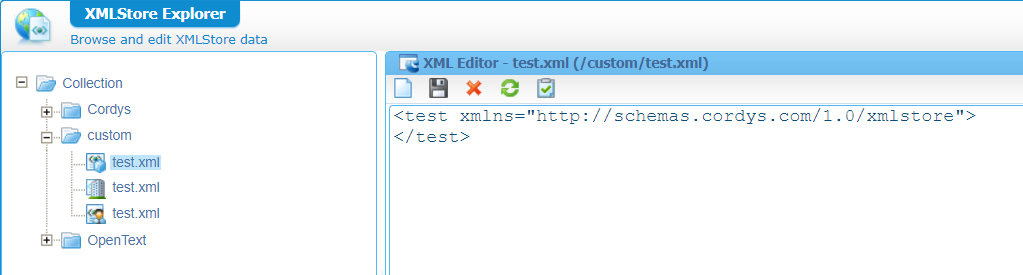 XMLStore Explorer
Browse and edit XMLStore data
Collection
Cordys
custom
test.xml
test.xml
test.xml
OpenText
XML Editor - test.xml (/custom/test.xml)
<test xmlns="http://schemas.cordys.com/1.0/xmlstore">
</test>